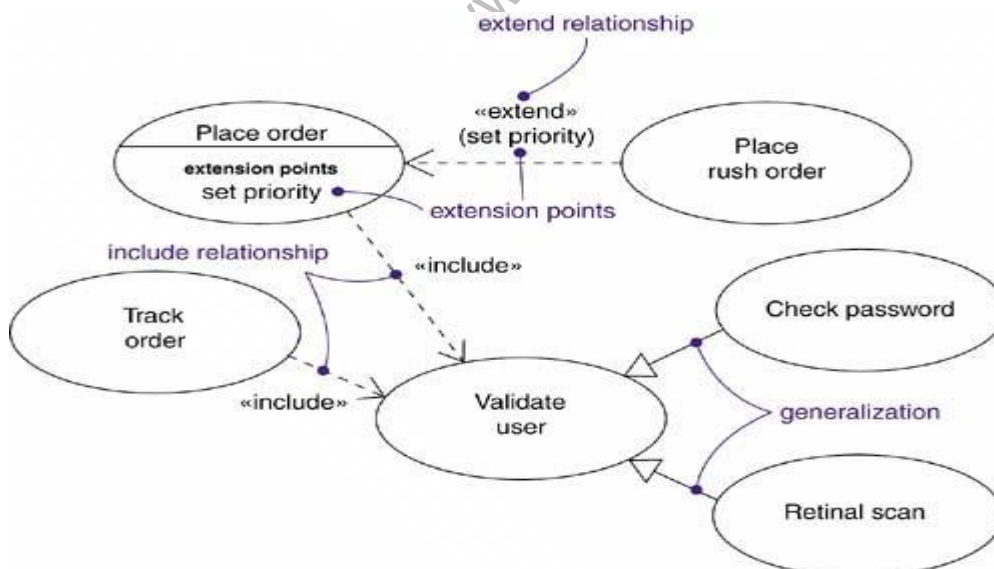 extend relationship
«extend»
(set priority)
Place order
extension points
set priority
Place
rush order
extension points
include relationship
«include»
Track
order
Check password
«include»
Validate
user
generalization
Retinal scan